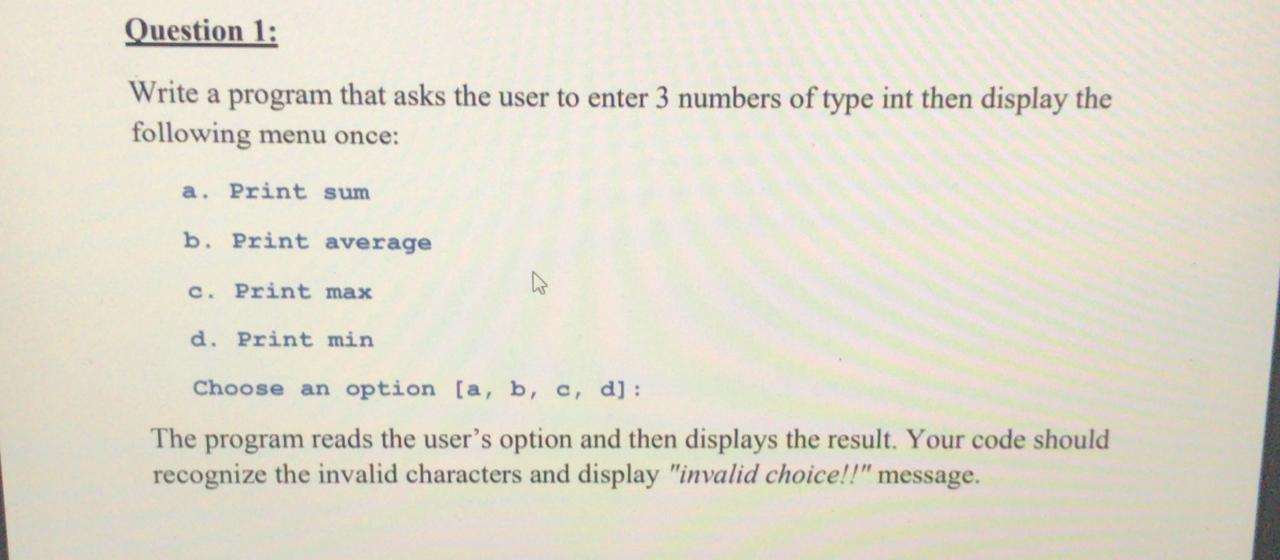 Question 1:
Write a program that asks the user to enter 3 numbers of type int then display the
following menu once:
a. Print sum
b. Print average
c. Print max
d. Print min
Choose an option [a, b, c, d]:
The program reads the user's option and then displays the result. Your code should
recognize the invalid characters and display "invalid choice!!" message.